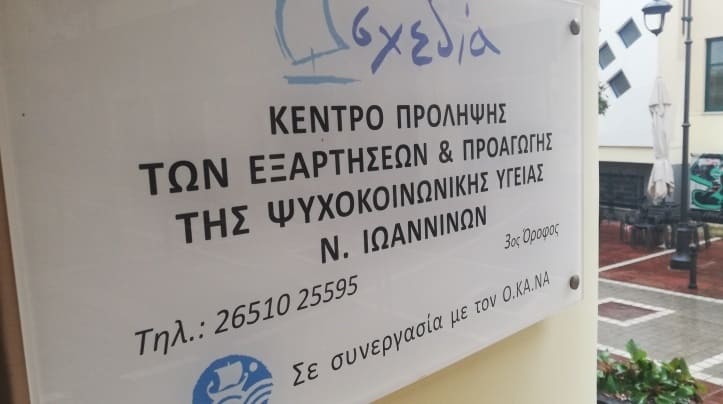 σχεδία
ΚΕΝΤΡΟ ΠΡΟΛΗΨΗΣ
ΤΩΝ ΕΞΑΡΤΗΣΕΩΝ & ΠΡΟΑΓΩΓΗΣ
ΤΗΣ ΨΥΧΟΚΟΙΝΩΝΙΚΗΣ ΥΓΕΙΑΣ
Ν. ΙΩΑΝΝΙΝΩΝ
3ος Όροφος
Τηλ.: 26510 25595
Σε συνεργασία με τον Ο.ΚΑ.ΝΑ